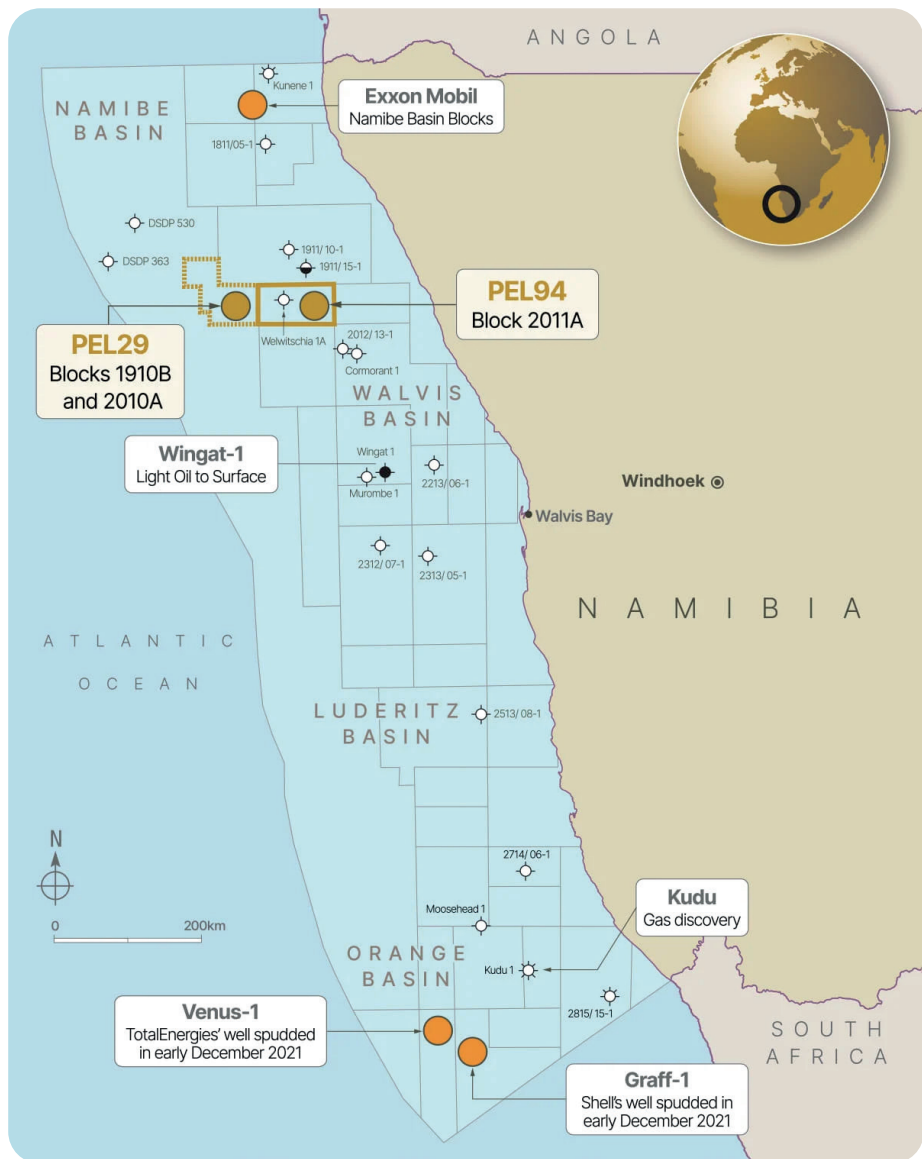 ANGOLA
Kunene 1
NAMIBE
BASIN
Exxon Mobil
Namibe Basin Blocks
1811/05-1
DSDP 530
DSDP 363
1911/ 10-1
1911/ 15-1
PEL94
Block 2011A
PEL29
Blocks 1910B
and 2010A
Welwitschia 1A
2012/ 13-1
Cormorant 1
WALVIS
BASIN
Wingat-1
Light Oil to Surface
Wingat 1
Murombe 1
2213/ 06-1
Windhoek
Walvis Bay
2312/ 07-1
2313/ 05-1
NAMIBIA
ATLANTIC
OCEAN
LUDERITZ
BASIN
2513/ 08-1
N
0 200km
2714/ 06-1
Moosehead 1
Kudu
Gas discovery
ORANGE
BASIN
Kudu 1
2815/ 15-1
Venus-1
TotalEnergies' well spudded
in early December 2021
SOUTH
AFRICA
Graff-1
Shell's well spudded in
early December 2021